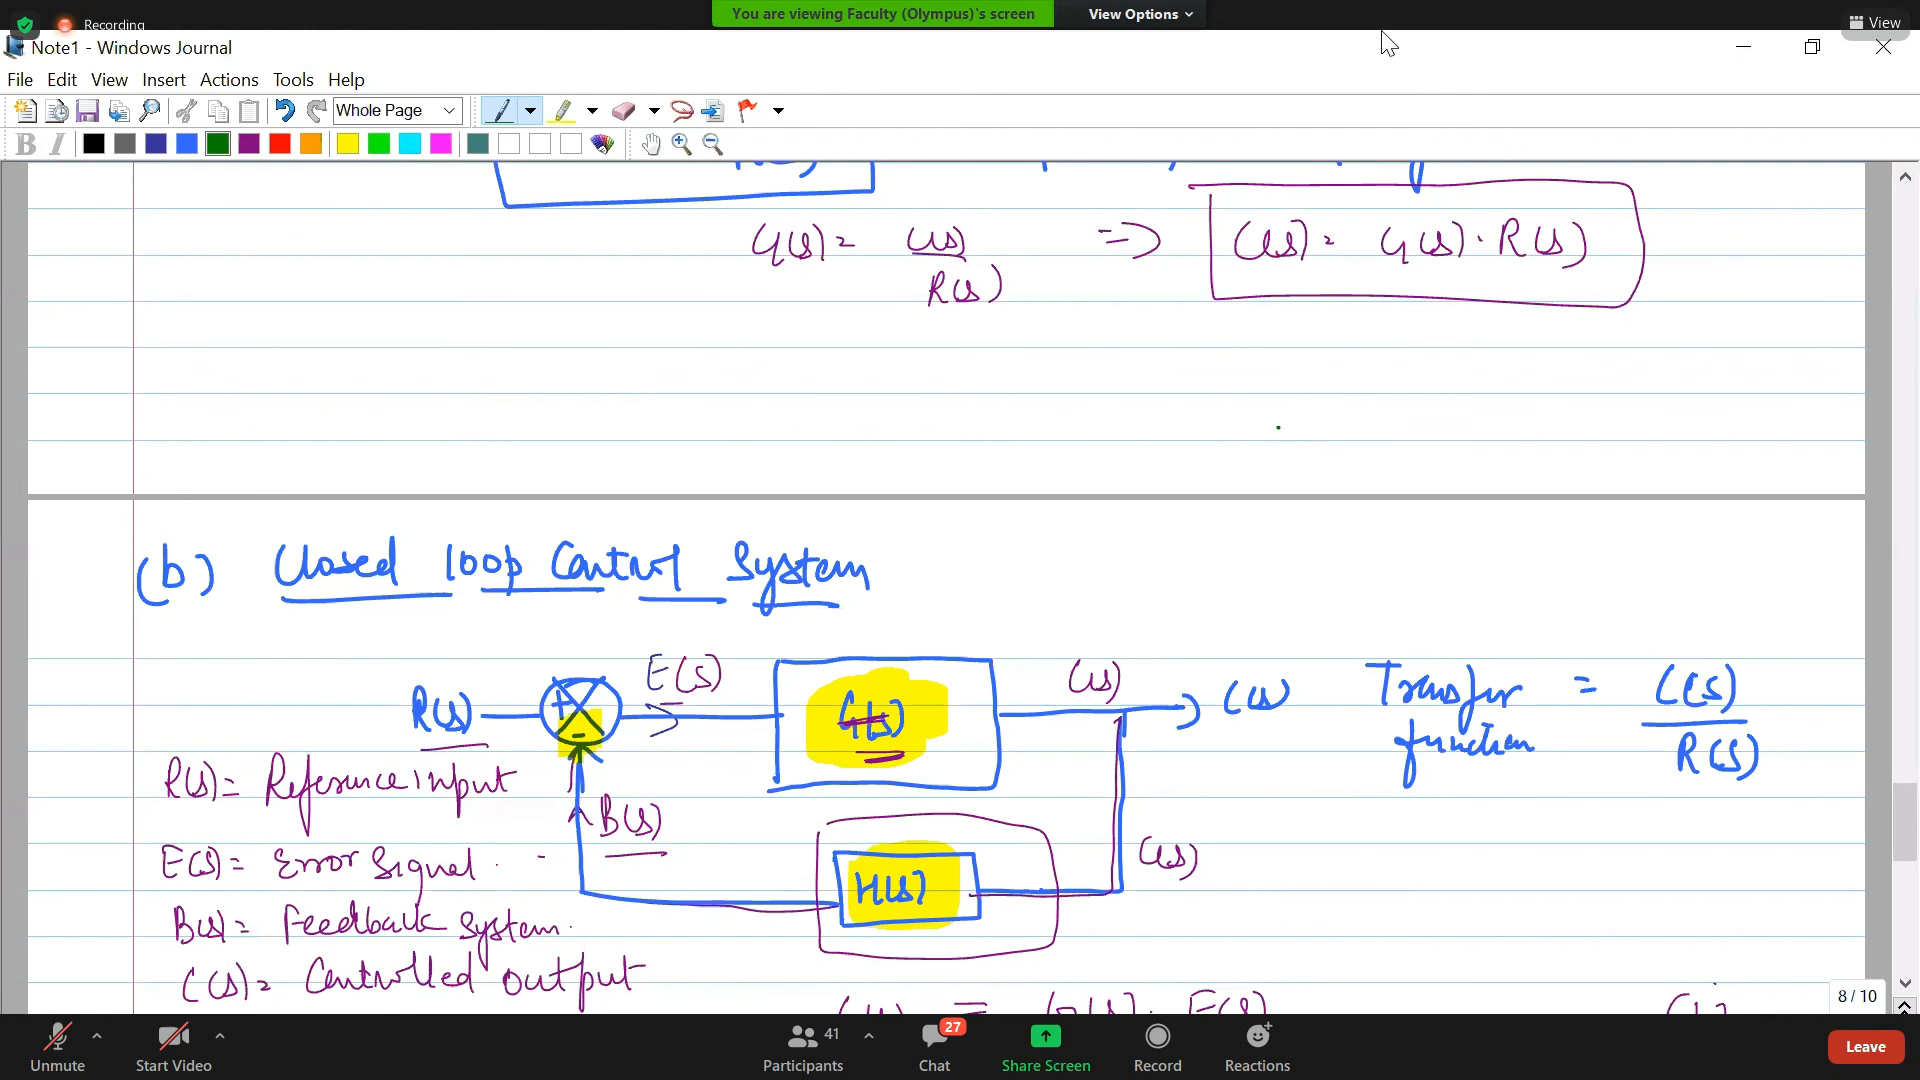 Recording
You are viewing Faculty (Olympus)'s screen
View Options
View
Note1 - Windows Journal
File Edit View Insert Actions Tools Help
Whole Page
B I
G(s) = C(s) / R(s) => C(s) = G(s) . R(s)
(b) Closed loop Control System
R(s) + - E(s) G(s) C(s) C(s) Transfer function = C(s) / R(s)
R(s) = Reference input
B(s)
H(s)
C(s)
E(s) = Error Signal
B(s) = Feedback System.
C(s) = Controlled output
C(s) = G(s) . E(s)
8 / 10
Unmute
Start Video
41
Participants
27
Chat
Share Screen
Record
Reactions
Leave